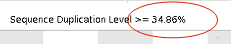 Sequence Duplication Level >= 34.86%